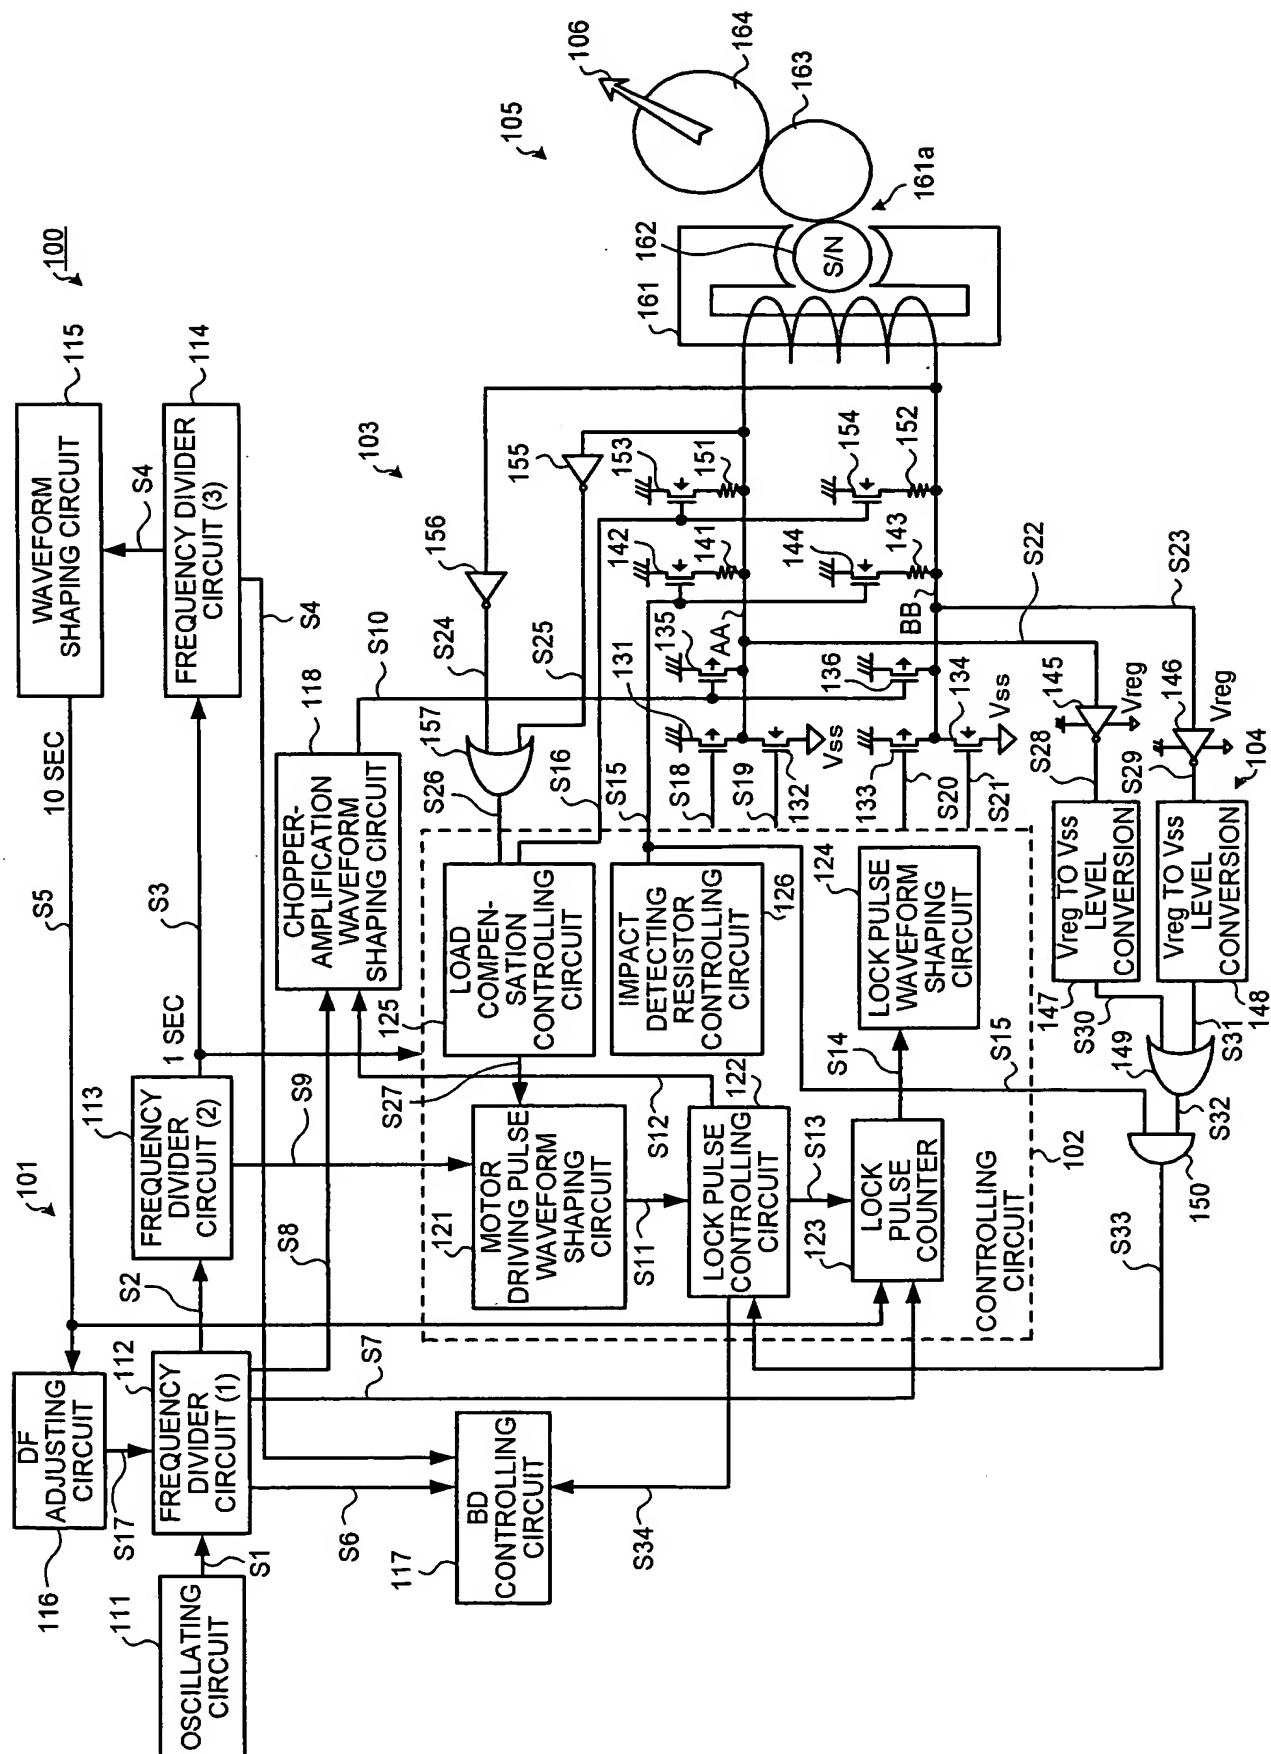 100
101
103
105
106
164
163
161a
162
161
S/N
115
WAVEFORM
SHAPING CIRCUIT
114
FREQUENCY DIVIDER
CIRCUIT (3)
S4
S4
10 SEC
S5
S3
1 SEC
113
FREQUENCY
DIVIDER
CIRCUIT (2)
S2
S9
S8
112
FREQUENCY
DIVIDER
CIRCUIT (1)
DF
ADJUSTING
CIRCUIT
116
S17
S1
111
OSCILLATING
CIRCUIT
S6
S7
117
BD
CONTROLLING
CIRCUIT
S34
118
CHOPPER-
AMPLIFICATION
WAVEFORM
SHAPING CIRCUIT
S10
156
155
S24
S25
157
S26
S16
S15
S18
S19
S20
S21
131
132
Vss
133
134
Vss
135
136
AA
BB
141
142
143
144
151
152
153
154
S22
S23
145
146
Vreg
Vreg
S28
S29
104
Vreg TO Vss
LEVEL
CONVERSION
147
Vreg TO Vss
LEVEL
CONVERSION
148
S30
S31
149
S32
150
S33
S15
102
CONTROLLING
CIRCUIT
125
LOAD
COMPEN-
SATION
CONTROLLING
CIRCUIT
S27
121
MOTOR
DRIVING PULSE
WAVEFORM
SHAPING
CIRCUIT
S11
S12
IMPACT
DETECTING
RESISTOR
CONTROLLING
CIRCUIT
126
122
LOCK PULSE
CONTROLLING
CIRCUIT
S13
123
LOCK
PULSE
COUNTER
S14
124
LOCK PULSE
WAVEFORM
SHAPING
CIRCUIT